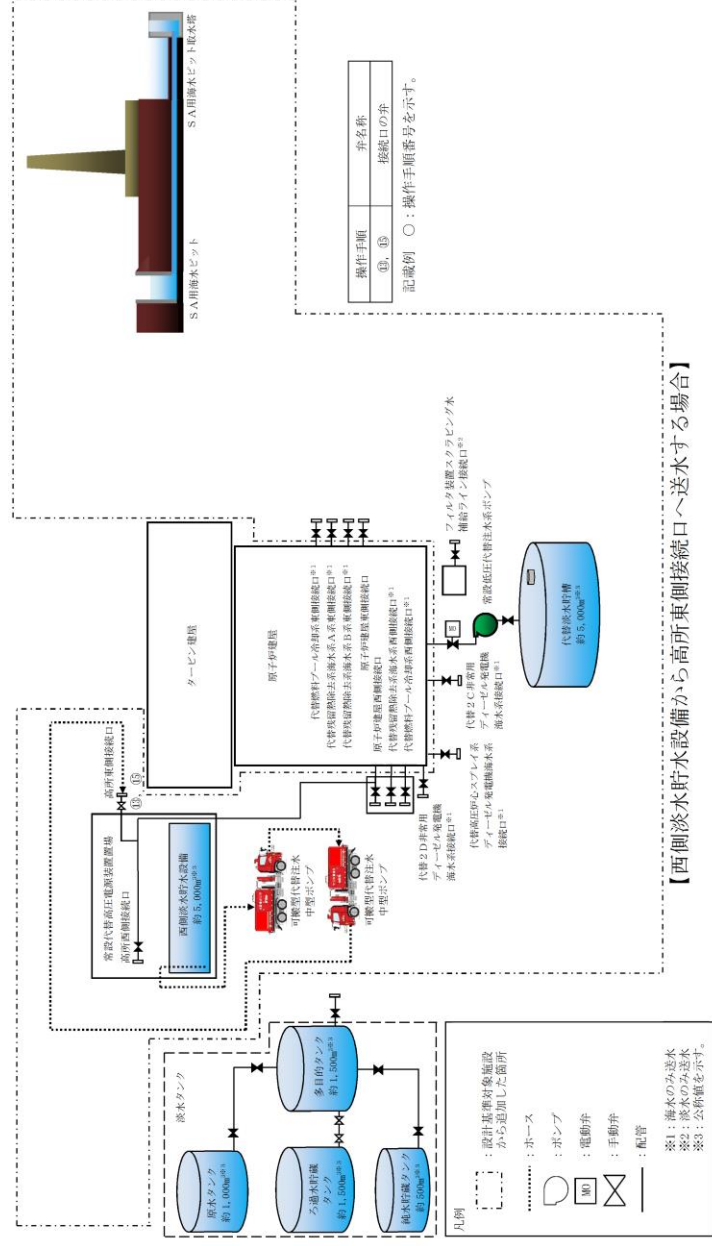 ＳＡ用海水ピット取水塔
ＳＡ用海水ピット
操作手順
弁名称
⑬，⑮
接続口の弁
記載例　○：操作手順番号を示す。
タービン建屋
原子炉建屋
代替燃料プール冷却系東側接続口※1
代替残留熱除去系海水系Ａ系東側接続口※1
代替残留熱除去系海水系Ｂ系東側接続口※1
原子炉建屋東側接続口
原子炉建屋西側接続口
代替残留熱除去系海水系西側接続口※1
代替燃料プール冷却系西側接続口※1
フィルタ装置スクラビング水
補給ライン接続口※2
MO
常設低圧代替注水系ポンプ
代替淡水貯槽
約5,000m³※3
代替２Ｃ非常用
ディーゼル発電機
海水系接続口※1
代替高圧炉心スプレイ系
ディーゼル発電機海水系
接続口※1
代替２Ｄ非常用
ディーゼル発電機
海水系接続口※1
高所東側接続口
⑬，⑮
常設代替高圧電源装置置場
高所西側接続口
西側淡水貯水設備
約5,000m³※3
可搬型代替注水
中型ポンプ
可搬型代替注水
中型ポンプ
淡水タンク
原水タンク
約1,000m³※3
多目的タンク
約1,500m³※3
ろ過水貯蔵
タンク
約1,500m³※3
純水貯蔵タンク
約500m³※3
凡例
：設計基準対象施設
から追加した箇所
：ホース
：ポンプ
MO
：電動弁
：手動弁
：配管
※1：海水のみ送水
※2：淡水のみ送水
※3：公称値を示す。
【西側淡水貯水設備から高所東側接続口へ送水する場合】